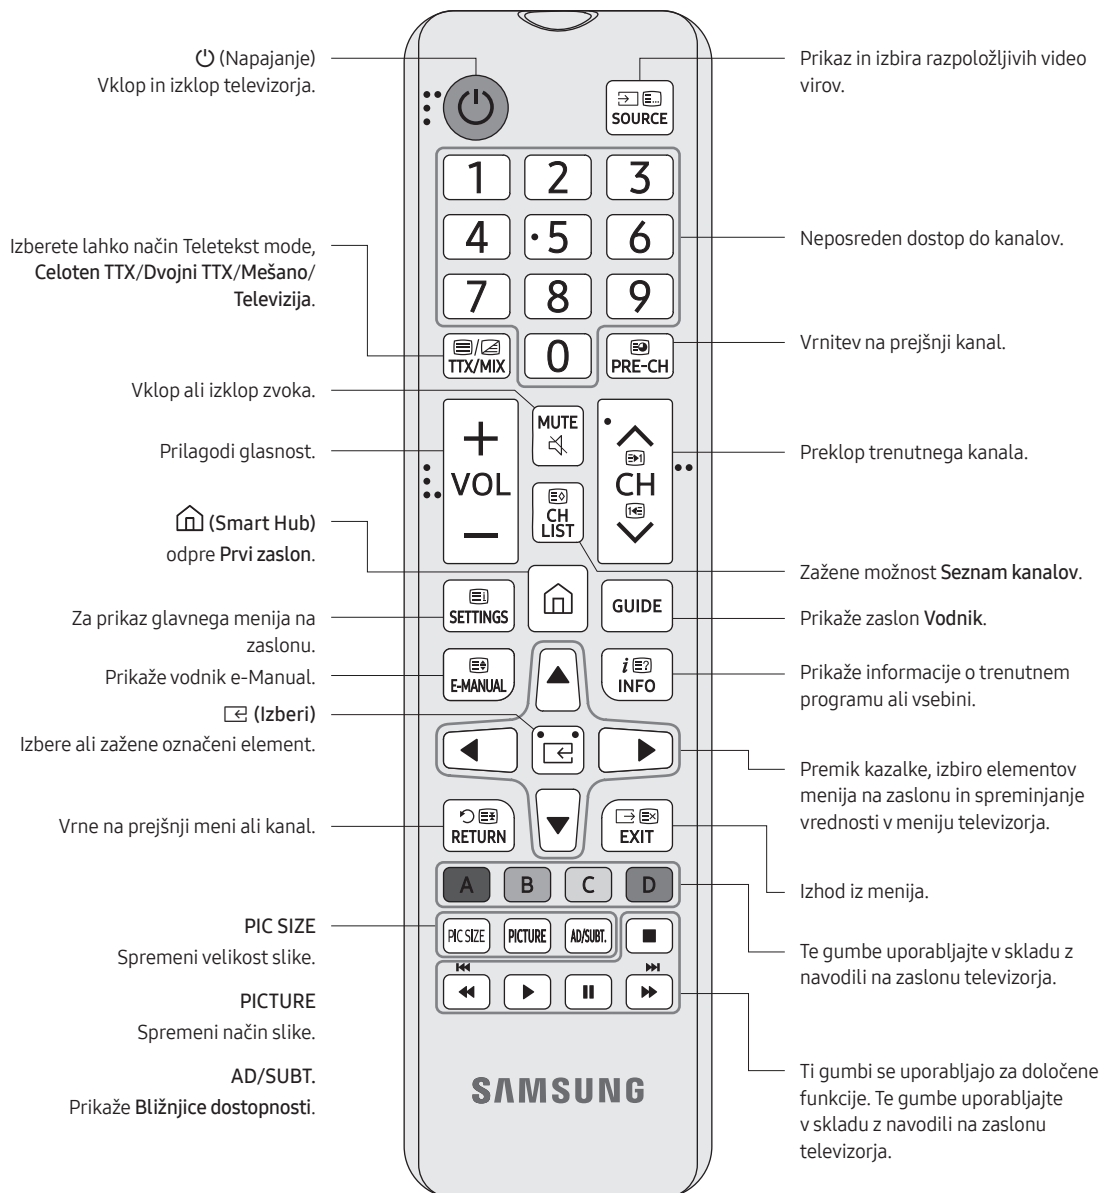 (Napajanje)
Vklop in izklop televizorja.
Izberete lahko način Teletekst mode,
Celoten TTX/Dvojni TTX/Mešano/
Televizija.
Vklop ali izklop zvoka.
Prilagodi glasnost.
(Smart Hub)
odpre Prvi zaslon.
Za prikaz glavnega menija na
zaslonu.
Prikaže vodnik e-Manual.
(Izberi)
Izbere ali zažene označeni element.
Vrne na prejšnji meni ali kanal.
PIC SIZE
Spremeni velikost slike.
PICTURE
Spremeni način slike.
AD/SUBT.
Prikaže Bližnjice dostopnosti.
SOURCE
1 2 3
4 5 6
7 8 9
TTX/MIX 0 PRE-CH
MUTE
VOL
CH
CH
LIST
SETTINGS
GUIDE
E-MANUAL
i
INFO
RETURN
EXIT
A B C D
PIC SIZE PICTURE AD/SUBT.
SAMSUNG
Prikaz in izbira razpoložljivih video
virov.
Neposreden dostop do kanalov.
Vrnitev na prejšnji kanal.
Preklop trenutnega kanala.
Zažene možnost Seznam kanalov.
Prikaže zaslon Vodnik.
Prikaže informacije o trenutnem
programu ali vsebini.
Premik kazalke, izbiro elementov
menija na zaslonu in spreminjanje
vrednosti v meniju televizorja.
Izhod iz menija.
Te gumbe uporabljajte v skladu z
navodili na zaslonu televizorja.
Ti gumbi se uporabljajo za določene
funkcije. Te gumbe uporabljajte
v skladu z navodili na zaslonu
televizorja.